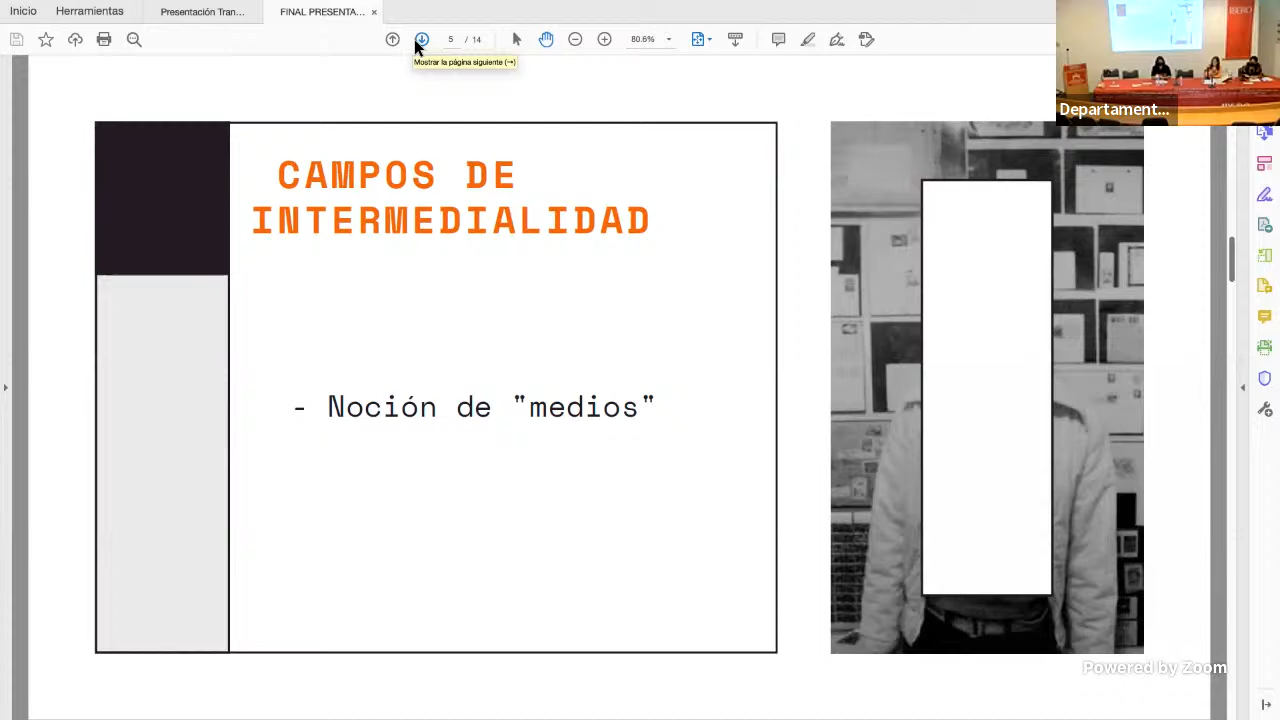 Inicio
Herramientas
Presentación Tran...
FINAL PRESENTA... ×
5 / 14
80.6%
Mostrar la página siguiente (→)
IBERO
Departament...
CAMPOS DE
INTERMEDIALIDAD
- Noción de "medios"
Powered by Zoom